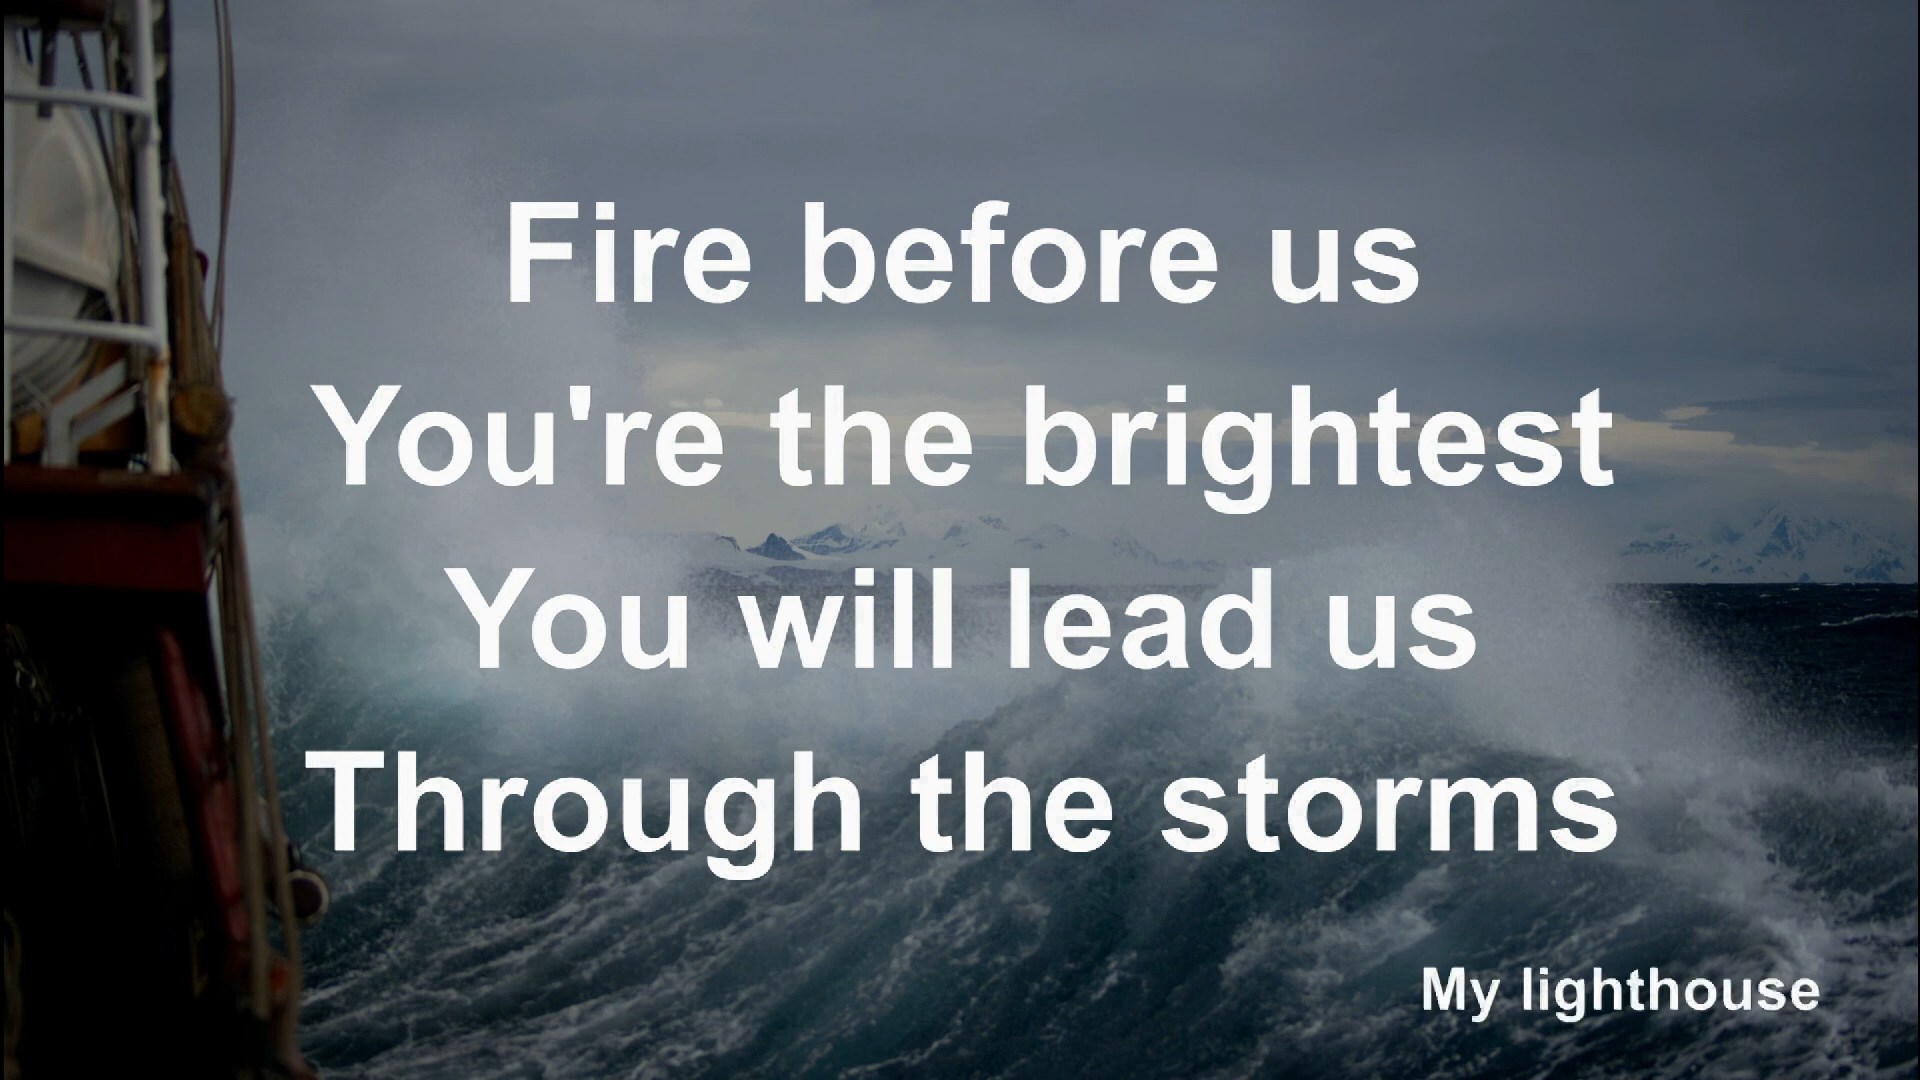 Fire before us
You're the brightest
You will lead us
Through the storms
My lighthouse